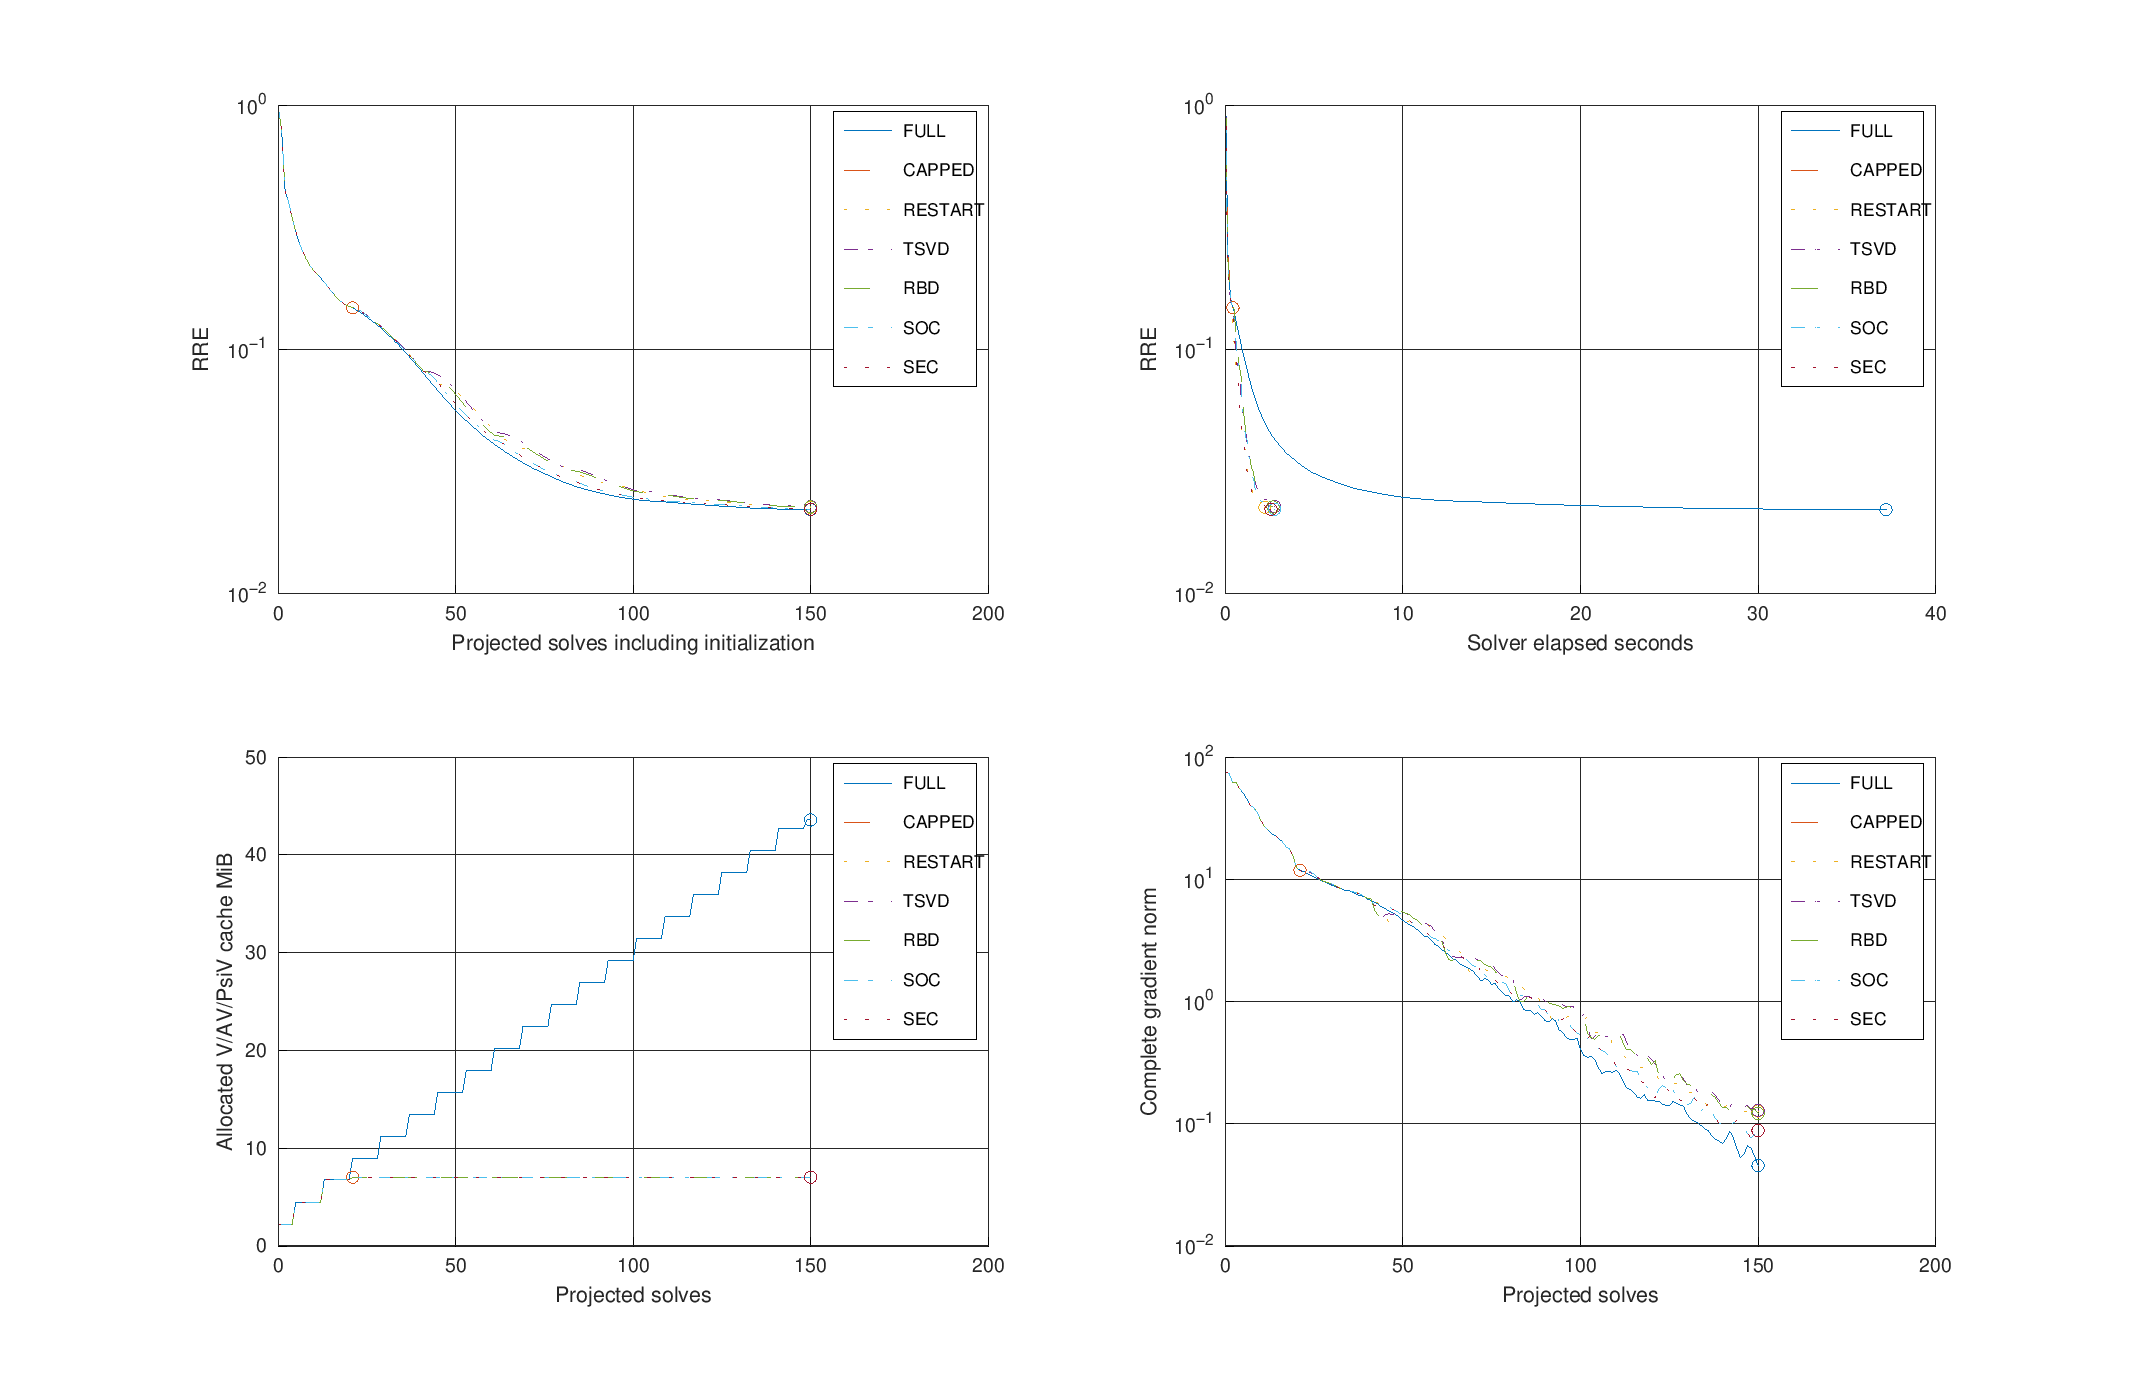 10^0
10^−1
10^−2
RRE
0
50
100
150
200
Projected solves including initialization
FULL
CAPPED
RESTART
TSVD
RBD
SOC
SEC
10^0
10^−1
10^−2
RRE
0
10
20
30
40
Solver elapsed seconds
FULL
CAPPED
RESTART
TSVD
RBD
SOC
SEC
50
40
30
20
10
0
Allocated V/AV/PsiV cache MiB
0
50
100
150
200
Projected solves
FULL
CAPPED
RESTART
TSVD
RBD
SOC
SEC
10^2
10^1
10^0
10^−1
10^−2
Complete gradient norm
0
50
100
150
200
Projected solves
FULL
CAPPED
RESTART
TSVD
RBD
SOC
SEC